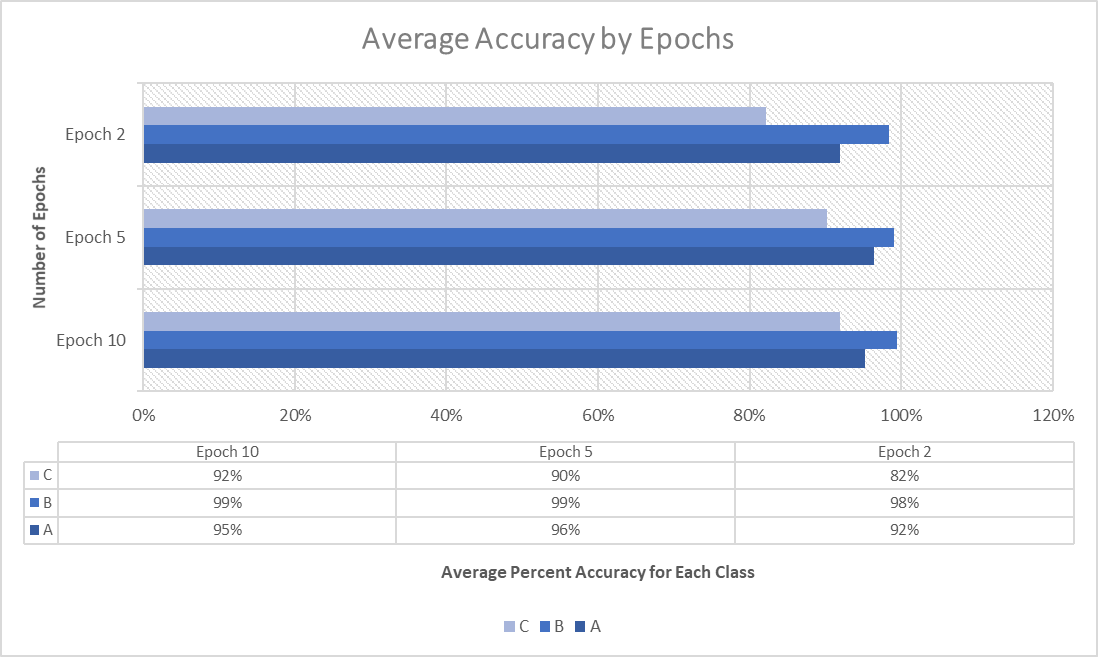 Average Accuracy by Epochs
Number of Epochs
Epoch 2
Epoch 5
Epoch 10
0% 20% 40% 60% 80% 100% 120%
Epoch 10 Epoch 5 Epoch 2
C 92% 90% 82%
B 99% 99% 98%
A 95% 96% 92%
Average Percent Accuracy for Each Class
C B A